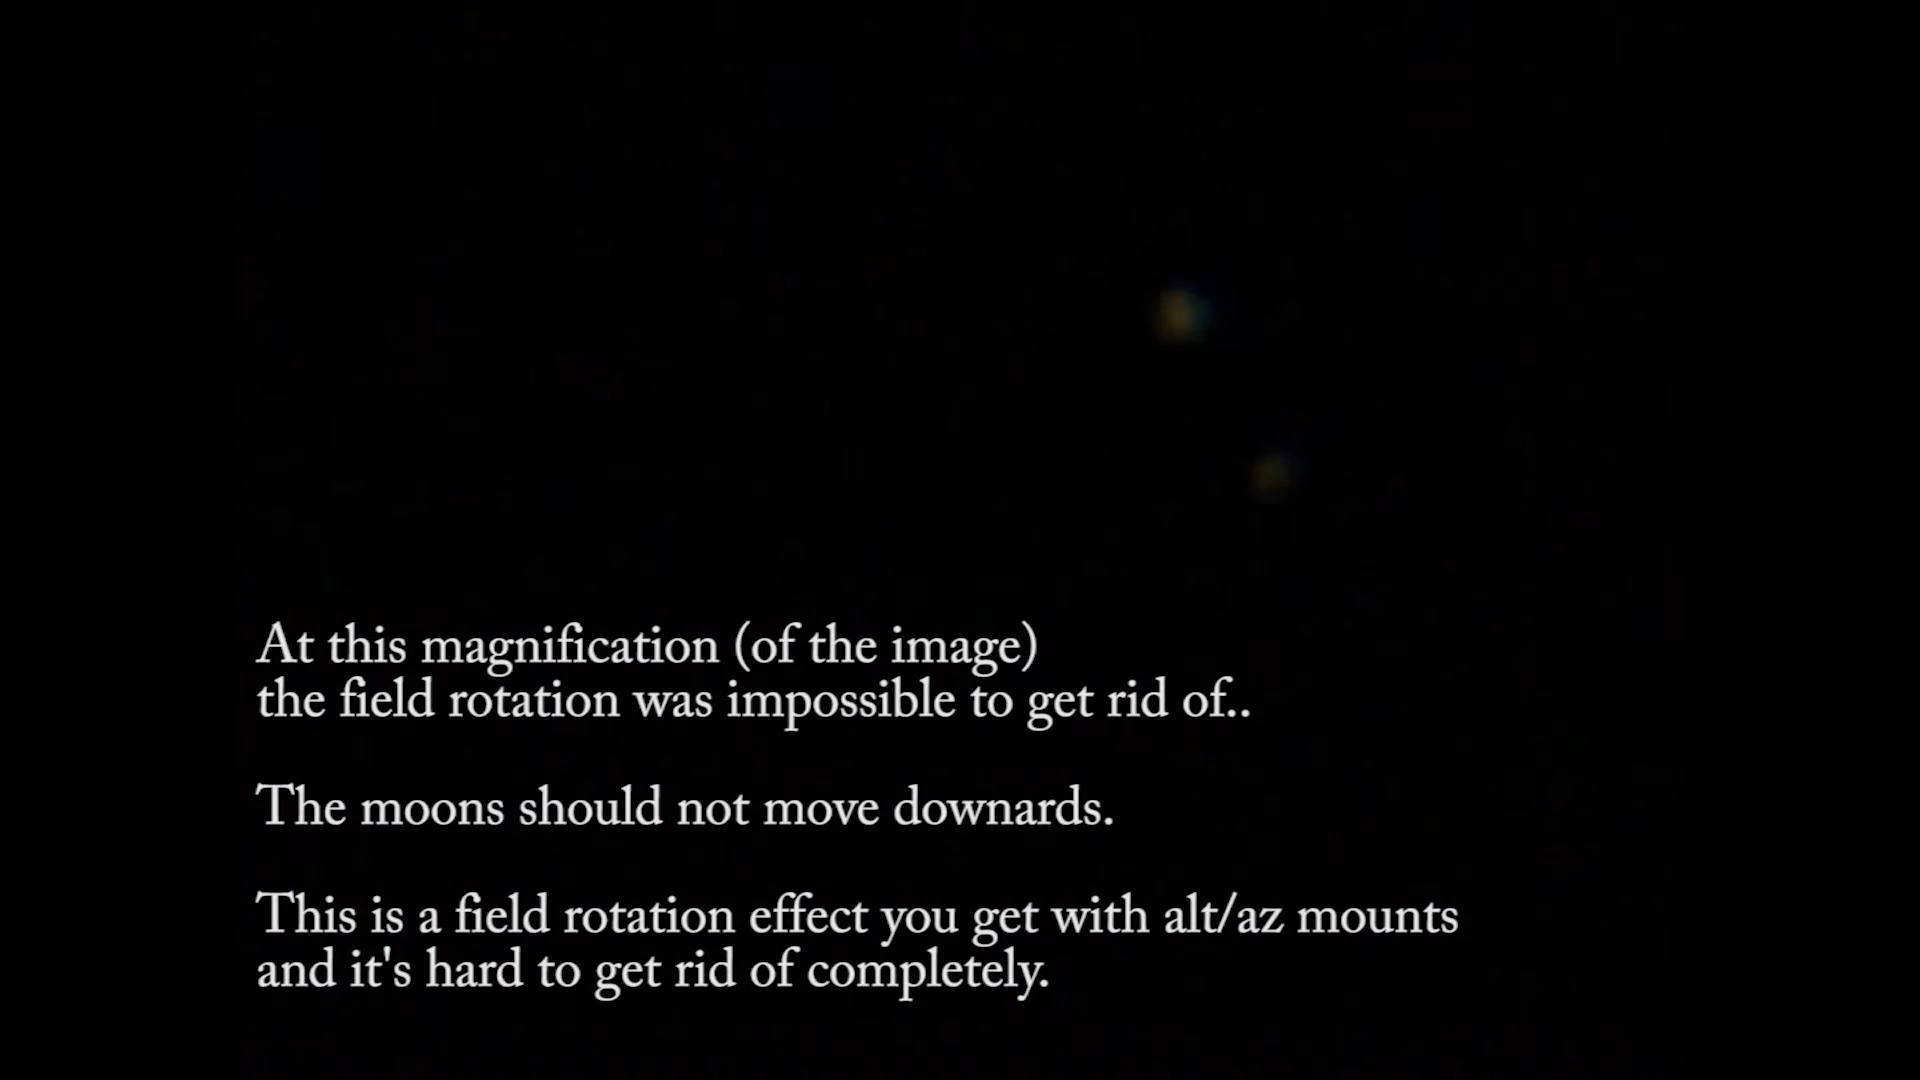 At this magnification (of the image)
the field rotation was impossible to get rid of..
The moons should not move downards.
This is a field rotation effect you get with alt/az mounts
and it's hard to get rid of completely.